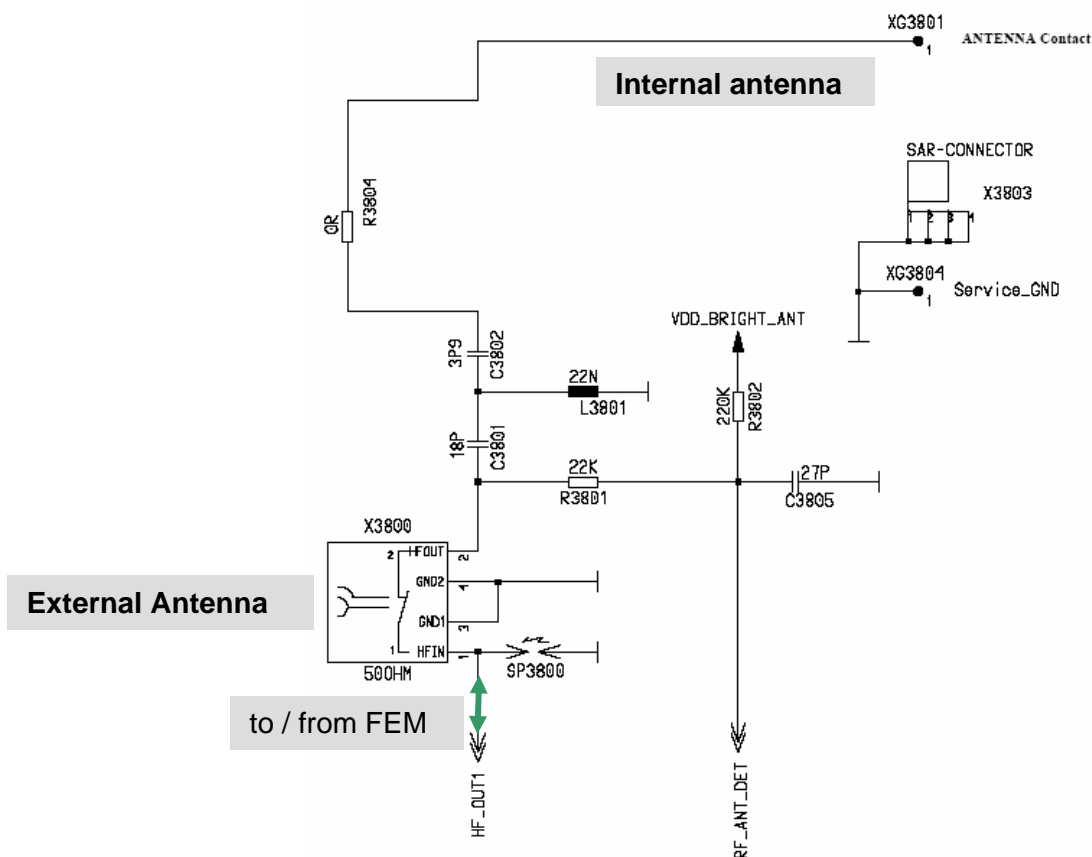 XG3801
1
ANTENNA Contact
Internal antenna
SAR-CONNECTOR
X3803
1 2 3 4
0R
R3804
XG3804
1
Service_GND
VDD_BRIGHT_ANT
3P9
C3802
22N
L3801
220K
R3802
18P
C3801
22K
R3801
27P
C3805
X3800
2
HFOUT
2
GND2
4
External Antenna
GND1
3
1
HFIN
1
SP3800
50OHM
to / from FEM
HF_OUT1
RF_ANT_DET